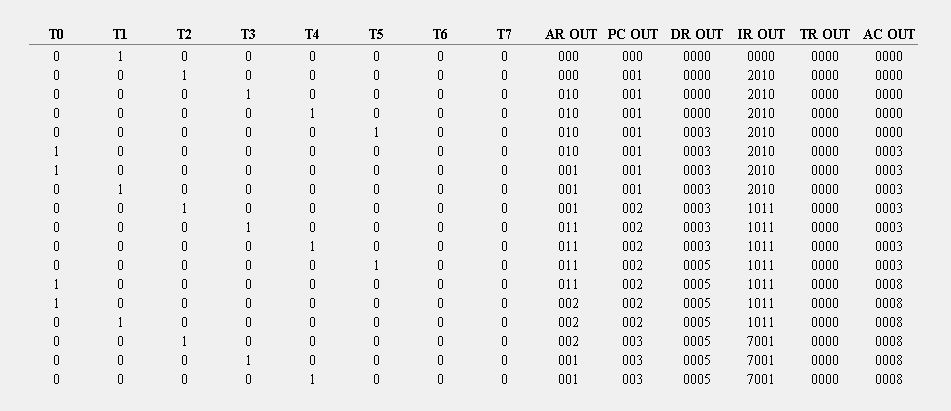 T0 T1 T2 T3 T4 T5 T6 T7 AR OUT PC OUT DR OUT IR OUT TR OUT AC OUT
0 1 0 0 0 0 0 0 000 000 0000 0000 0000 0000
0 0 1 0 0 0 0 0 000 001 0000 2010 0000 0000
0 0 0 1 0 0 0 0 010 001 0000 2010 0000 0000
0 0 0 0 1 0 0 0 010 001 0000 2010 0000 0000
0 0 0 0 0 1 0 0 010 001 0003 2010 0000 0000
1 0 0 0 0 0 0 0 010 001 0003 2010 0000 0003
1 0 0 0 0 0 0 0 001 001 0003 2010 0000 0003
0 1 0 0 0 0 0 0 001 001 0003 2010 0000 0003
0 0 1 0 0 0 0 0 001 002 0003 1011 0000 0003
0 0 0 1 0 0 0 0 011 002 0003 1011 0000 0003
0 0 0 0 1 0 0 0 011 002 0003 1011 0000 0003
0 0 0 0 0 1 0 0 011 002 0005 1011 0000 0003
1 0 0 0 0 0 0 0 011 002 0005 1011 0000 0008
1 0 0 0 0 0 0 0 002 002 0005 1011 0000 0008
0 1 0 0 0 0 0 0 002 002 0005 1011 0000 0008
0 0 1 0 0 0 0 0 002 003 0005 7001 0000 0008
0 0 0 1 0 0 0 0 001 003 0005 7001 0000 0008
0 0 0 0 1 0 0 0 001 003 0005 7001 0000 0008